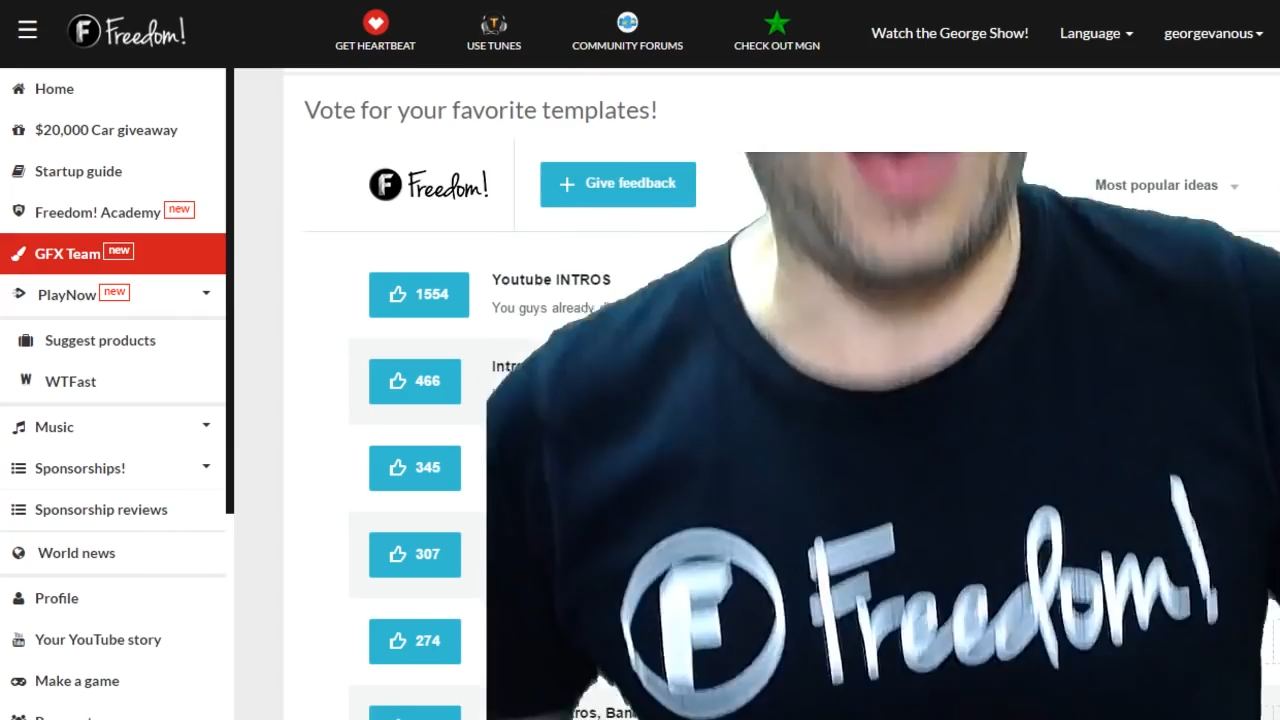 Freedom!
GET HEARTBEAT
USE TUNES
COMMUNITY FORUMS
CHECK OUT MGN
Watch the George Show!
Language
georgevanous
Home
$20,000 Car giveaway
Startup guide
Freedom! Academy new
GFX Team new
PlayNow new
Suggest products
W WTFast
Music
Sponsorships!
Sponsorship reviews
World news
Profile
Your YouTube story
Make a game
Vote for your favorite templates!
F Freedom!
+ Give feedback
Most popular ideas
1554
Youtube INTROS
You guys already
466
345
307
274
F Freedom!